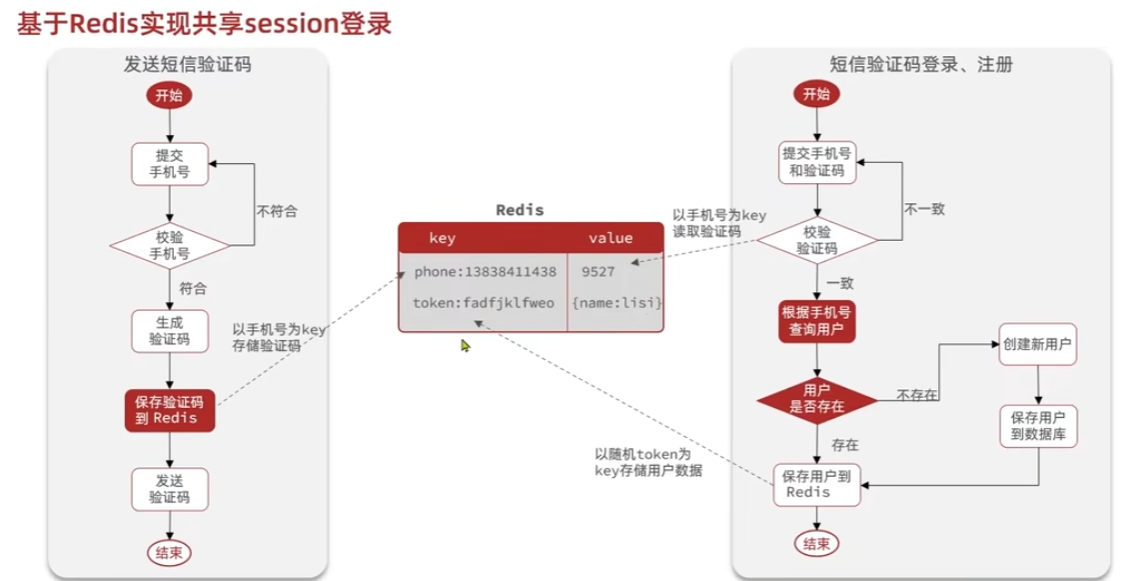 基于Redis实现共享session登录
发送短信验证码
开始
提交
手机号
不符合
校验
手机号
符合
生成
验证码
以手机号为key
存储验证码
保存验证码
到 Redis
发送
验证码
结束
Redis
key value
phone:13838411438 9527
token:fadfjklfweo {name:lisi}
短信验证码登录、注册
开始
提交手机号
和验证码
不一致
以手机号为key
读取验证码
校验
验证码
一致
根据手机号
查询用户
用户
是否存在
不存在
创建新用户
保存用户
到数据库
存在
以随机token为
key存储用户数据
保存用户到
Redis
结束